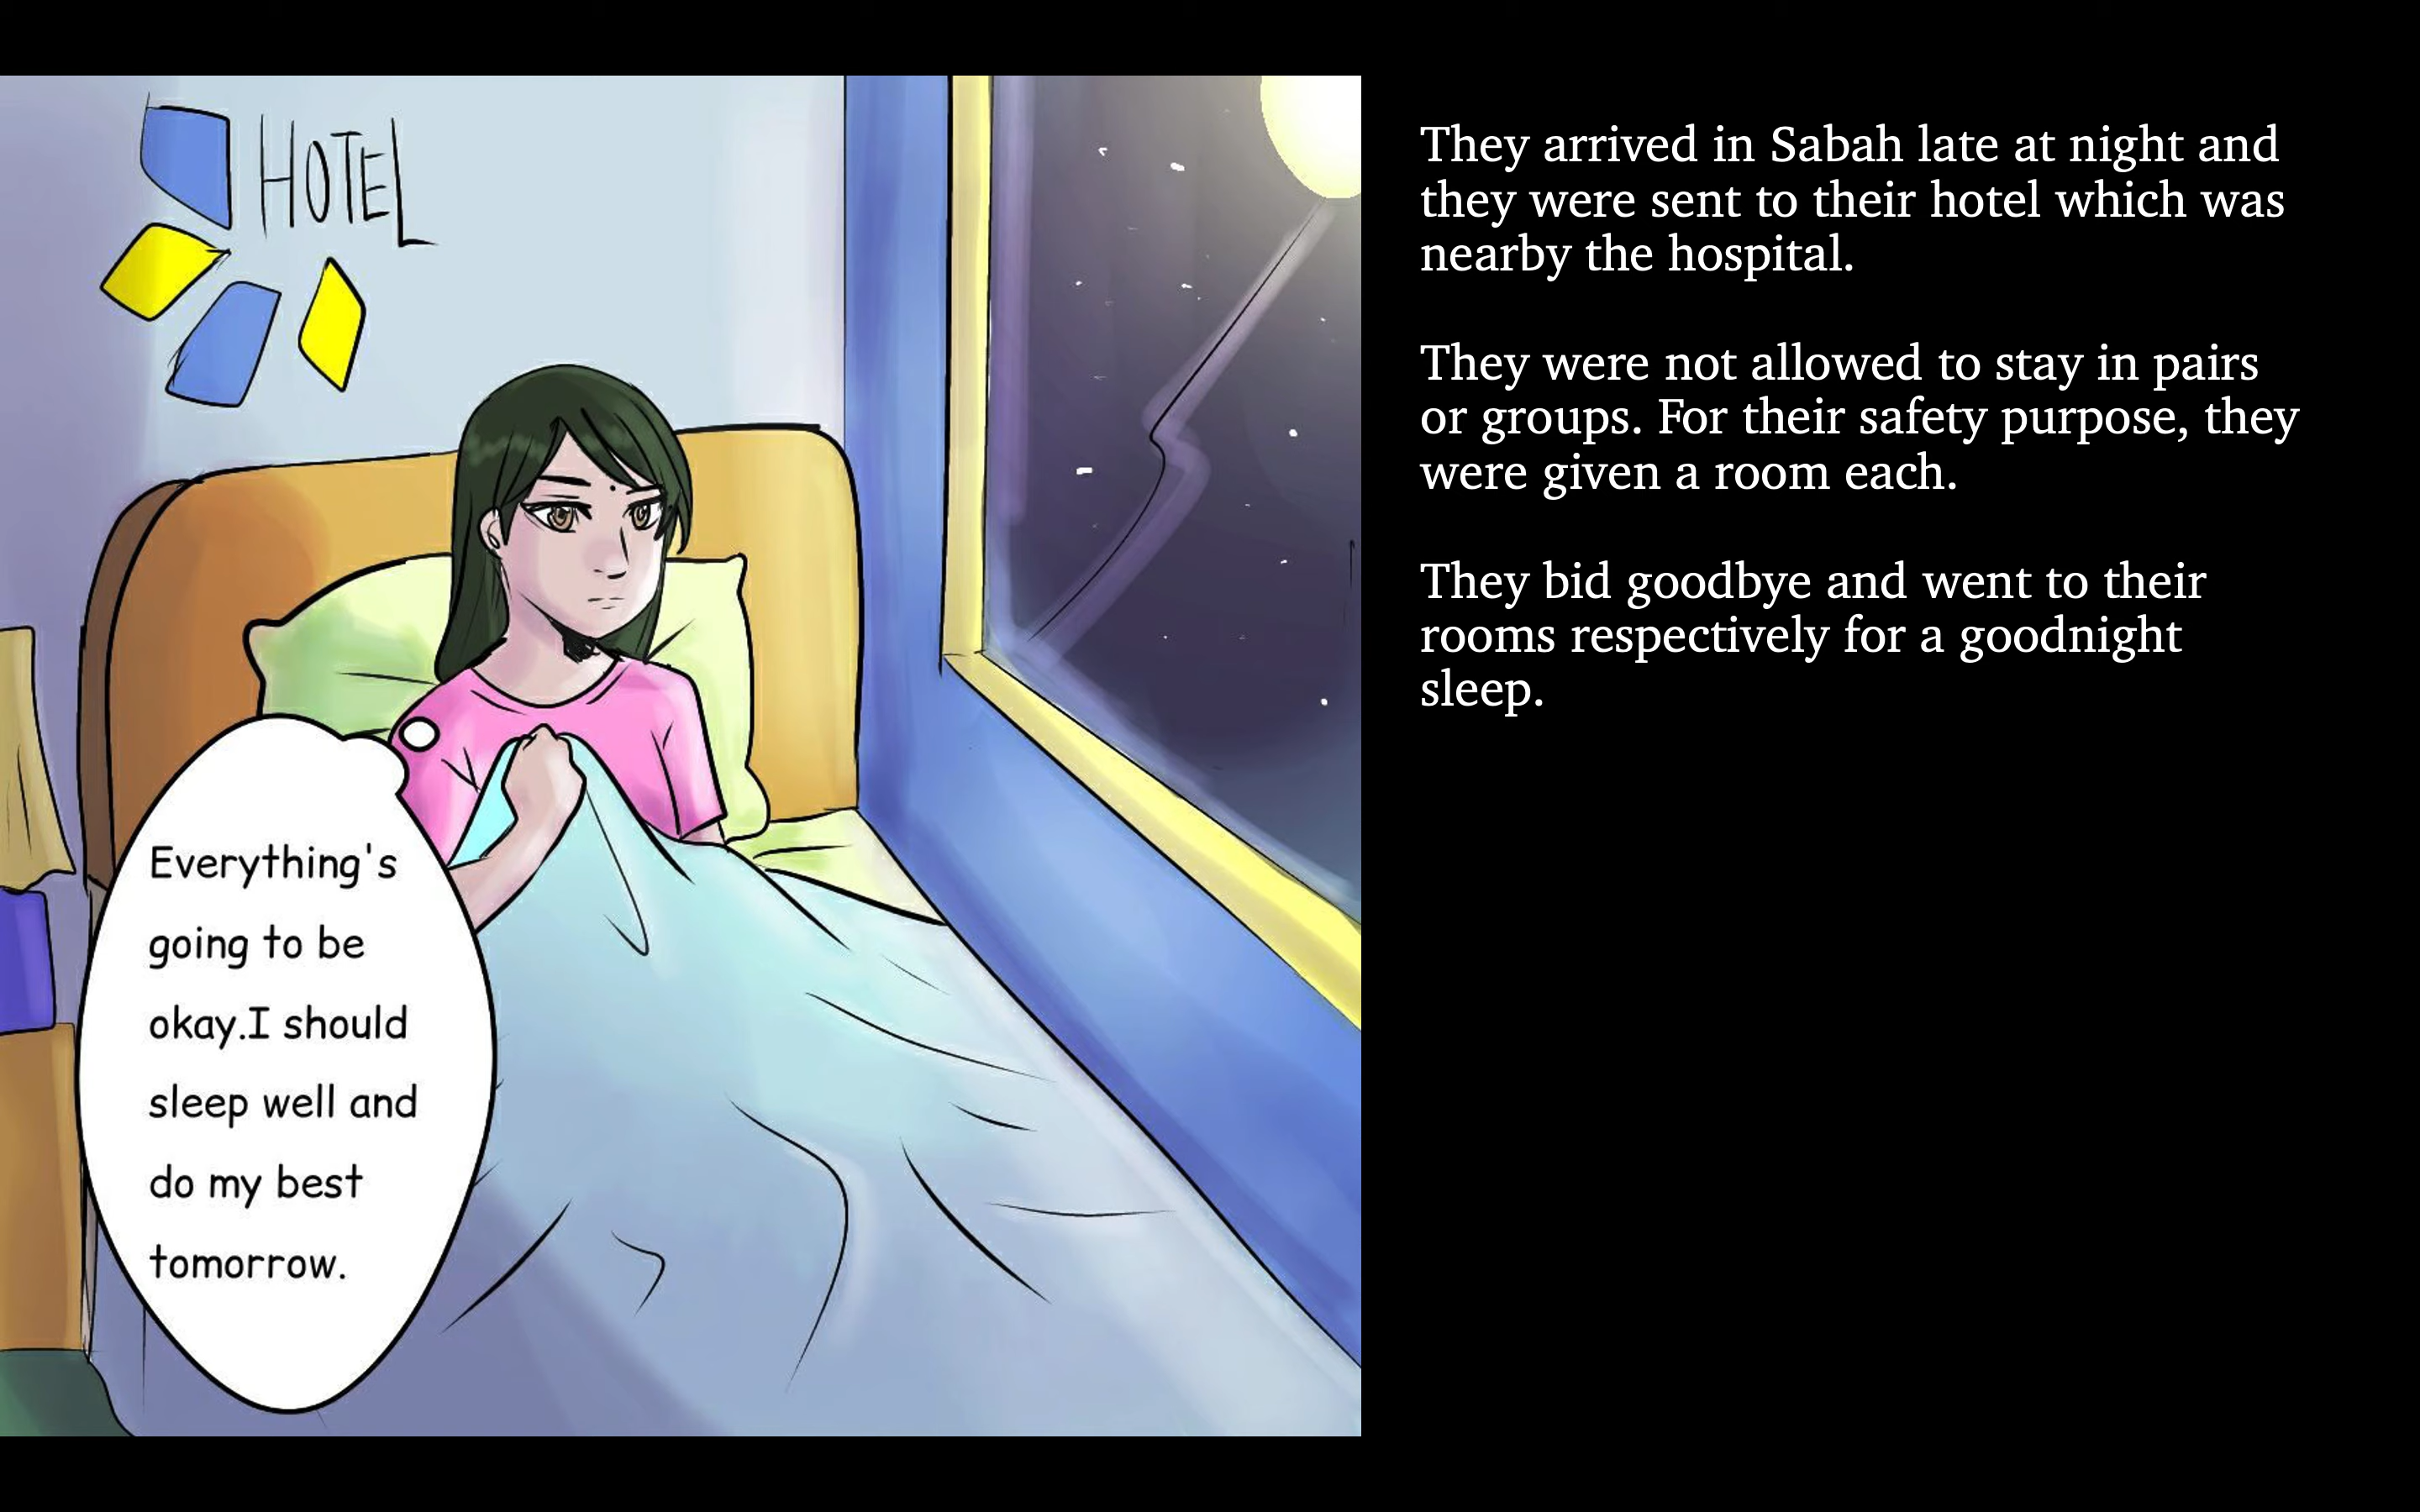 HOTEL
Everything's
going to be
okay.I should
sleep well and
do my best
tomorrow.
They arrived in Sabah late at night and
they were sent to their hotel which was
nearby the hospital.
They were not allowed to stay in pairs
or groups. For their safety purpose, they
were given a room each.
They bid goodbye and went to their
rooms respectively for a goodnight
sleep.